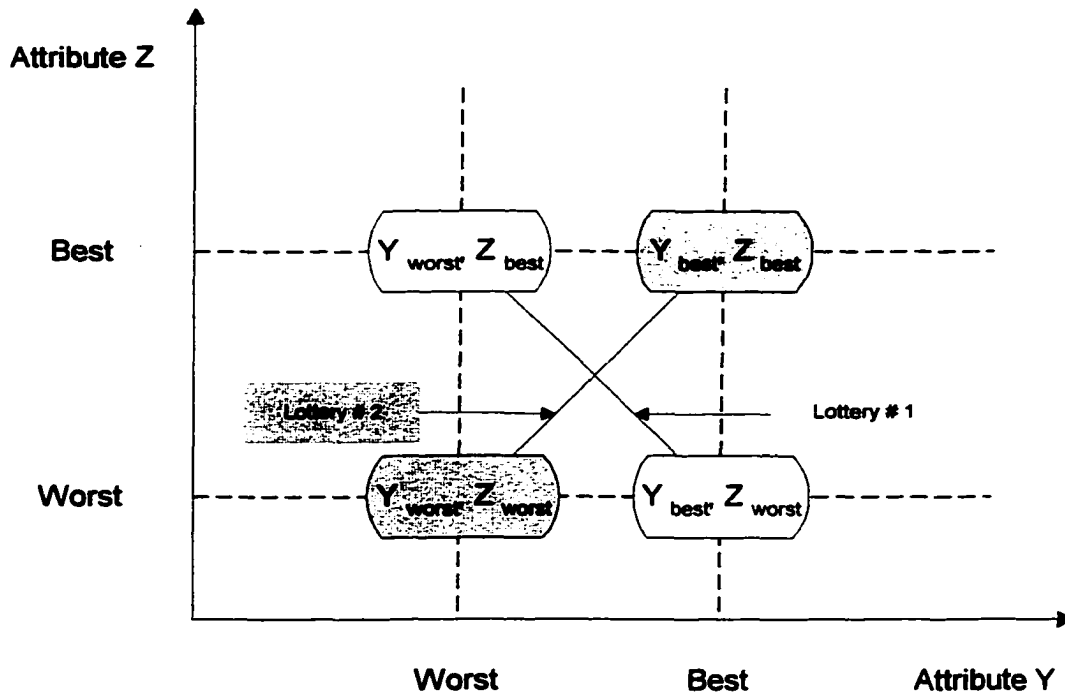 Attribute Z
Best
Y worst, Z best
Y best, Z best
Lottery # 2
Lottery # 1
Worst
Y worst, Z worst
Y best, Z worst
Worst
Best
Attribute Y